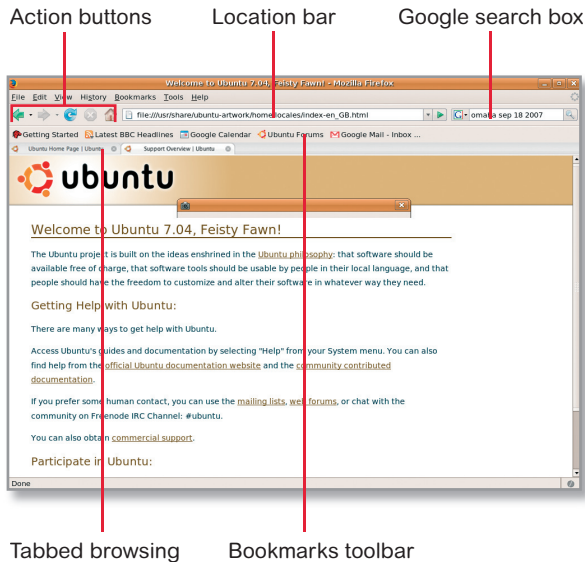 Action buttons
Location bar
Google search box
Welcome to Ubuntu 7.04, Feisty Fawn! - Mozilla Firefox
File Edit View History Bookmarks Tools Help
file:///usr/share/ubuntu-artwork/home/locales/index-en_GB.html
G omatta sep 18 2007
Getting Started Latest BBC Headlines Google Calendar Ubuntu Forums Google Mail - Inbox ...
Ubuntu Home Page | Ubuntu Support Overview | Ubuntu
ubuntu
Welcome to Ubuntu 7.04, Feisty Fawn!
The Ubuntu project is built on the ideas enshrined in the Ubuntu philosophy: that software should be
available free of charge, that software tools should be usable by people in their local language, and that
people should have the freedom to customize and alter their software in whatever way they need.
Getting Help with Ubuntu:
There are many ways to get help with Ubuntu.
Access Ubuntu's guides and documentation by selecting "Help" from your System menu. You can also
find help from the official Ubuntu documentation website and the community contributed
documentation.
If you prefer some human contact, you can use the mailing lists, web forums, or chat with the
community on Freenode IRC Channel: #ubuntu.
You can also obtain commercial support.
Participate in Ubuntu:
Done
Tabbed browsing
Bookmarks toolbar